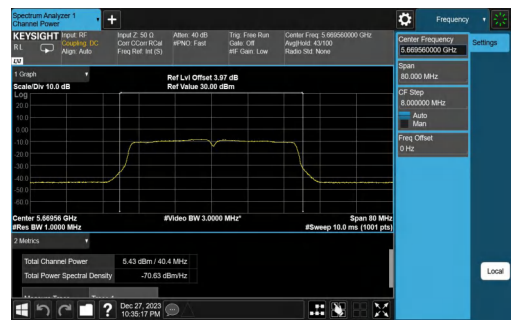 Spectrum Analyzer 1
Channel Power
Frequency
KEYSIGHT
RL
Input: RF
Coupling: DC
Align: Auto
Input Z: 50 Ω
Corr CCorr RCal
Freq Ref: Int (S)
Atten: 40 dB
#PNO: Fast
Trig: Free Run
Gate: Off
#IF Gain: Low
Center Freq: 5.669560000 GHz
Avg|Hold: 43/100
Radio Std: None
Center Frequency
5.669560000 GHz
Settings
Span
80.000 MHz
CF Step
8.000000 MHz
Auto
Man
Freq Offset
0 Hz
LXI
1 Graph
Scale/Div 10.0 dB
Ref Lvl Offset 3.97 dB
Ref Value 30.00 dBm
Log
20.0
10.0
0.00
-10.0
-20.0
-30.0
-40.0
-50.0
-60.0
Center 5.66956 GHz
#Res BW 1.0000 MHz
#Video BW 3.0000 MHz*
Span 80 MHz
#Sweep 10.0 ms (1001 pts)
2 Metrics
Total Channel Power 5.43 dBm / 40.4 MHz
Total Power Spectral Density -70.63 dBm/Hz
Local
?
Dec 27, 2023
10:35:17 PM